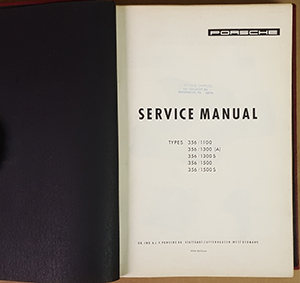 PORSCHE
SERVICE MANUAL
TYPES 356/1100
356/1300 (A)
356/1300 S
356/1500
356/1500 S